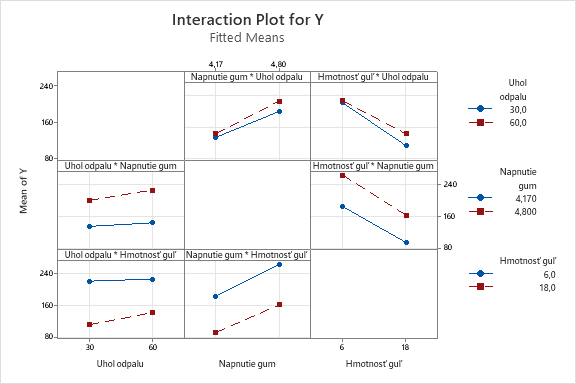 Interaction Plot for Y
Fitted Means
4,17 4,80
Napnutie gum * Uhol odpalu
Hmotnosť guľ * Uhol odpalu
240
160
80
Uhol odpalu
30,0
60,0
Mean of Y
Uhol odpalu * Napnutie gum
Hmotnosť guľ * Napnutie gum
240
160
80
Napnutie gum
4,170
4,800
Uhol odpalu * Hmotnosť guľ
Napnutie gum * Hmotnosť guľ
240
160
80
Hmotnosť guľ
6,0
18,0
30 60
6 18
Uhol odpalu
Napnutie gum
Hmotnosť guľ